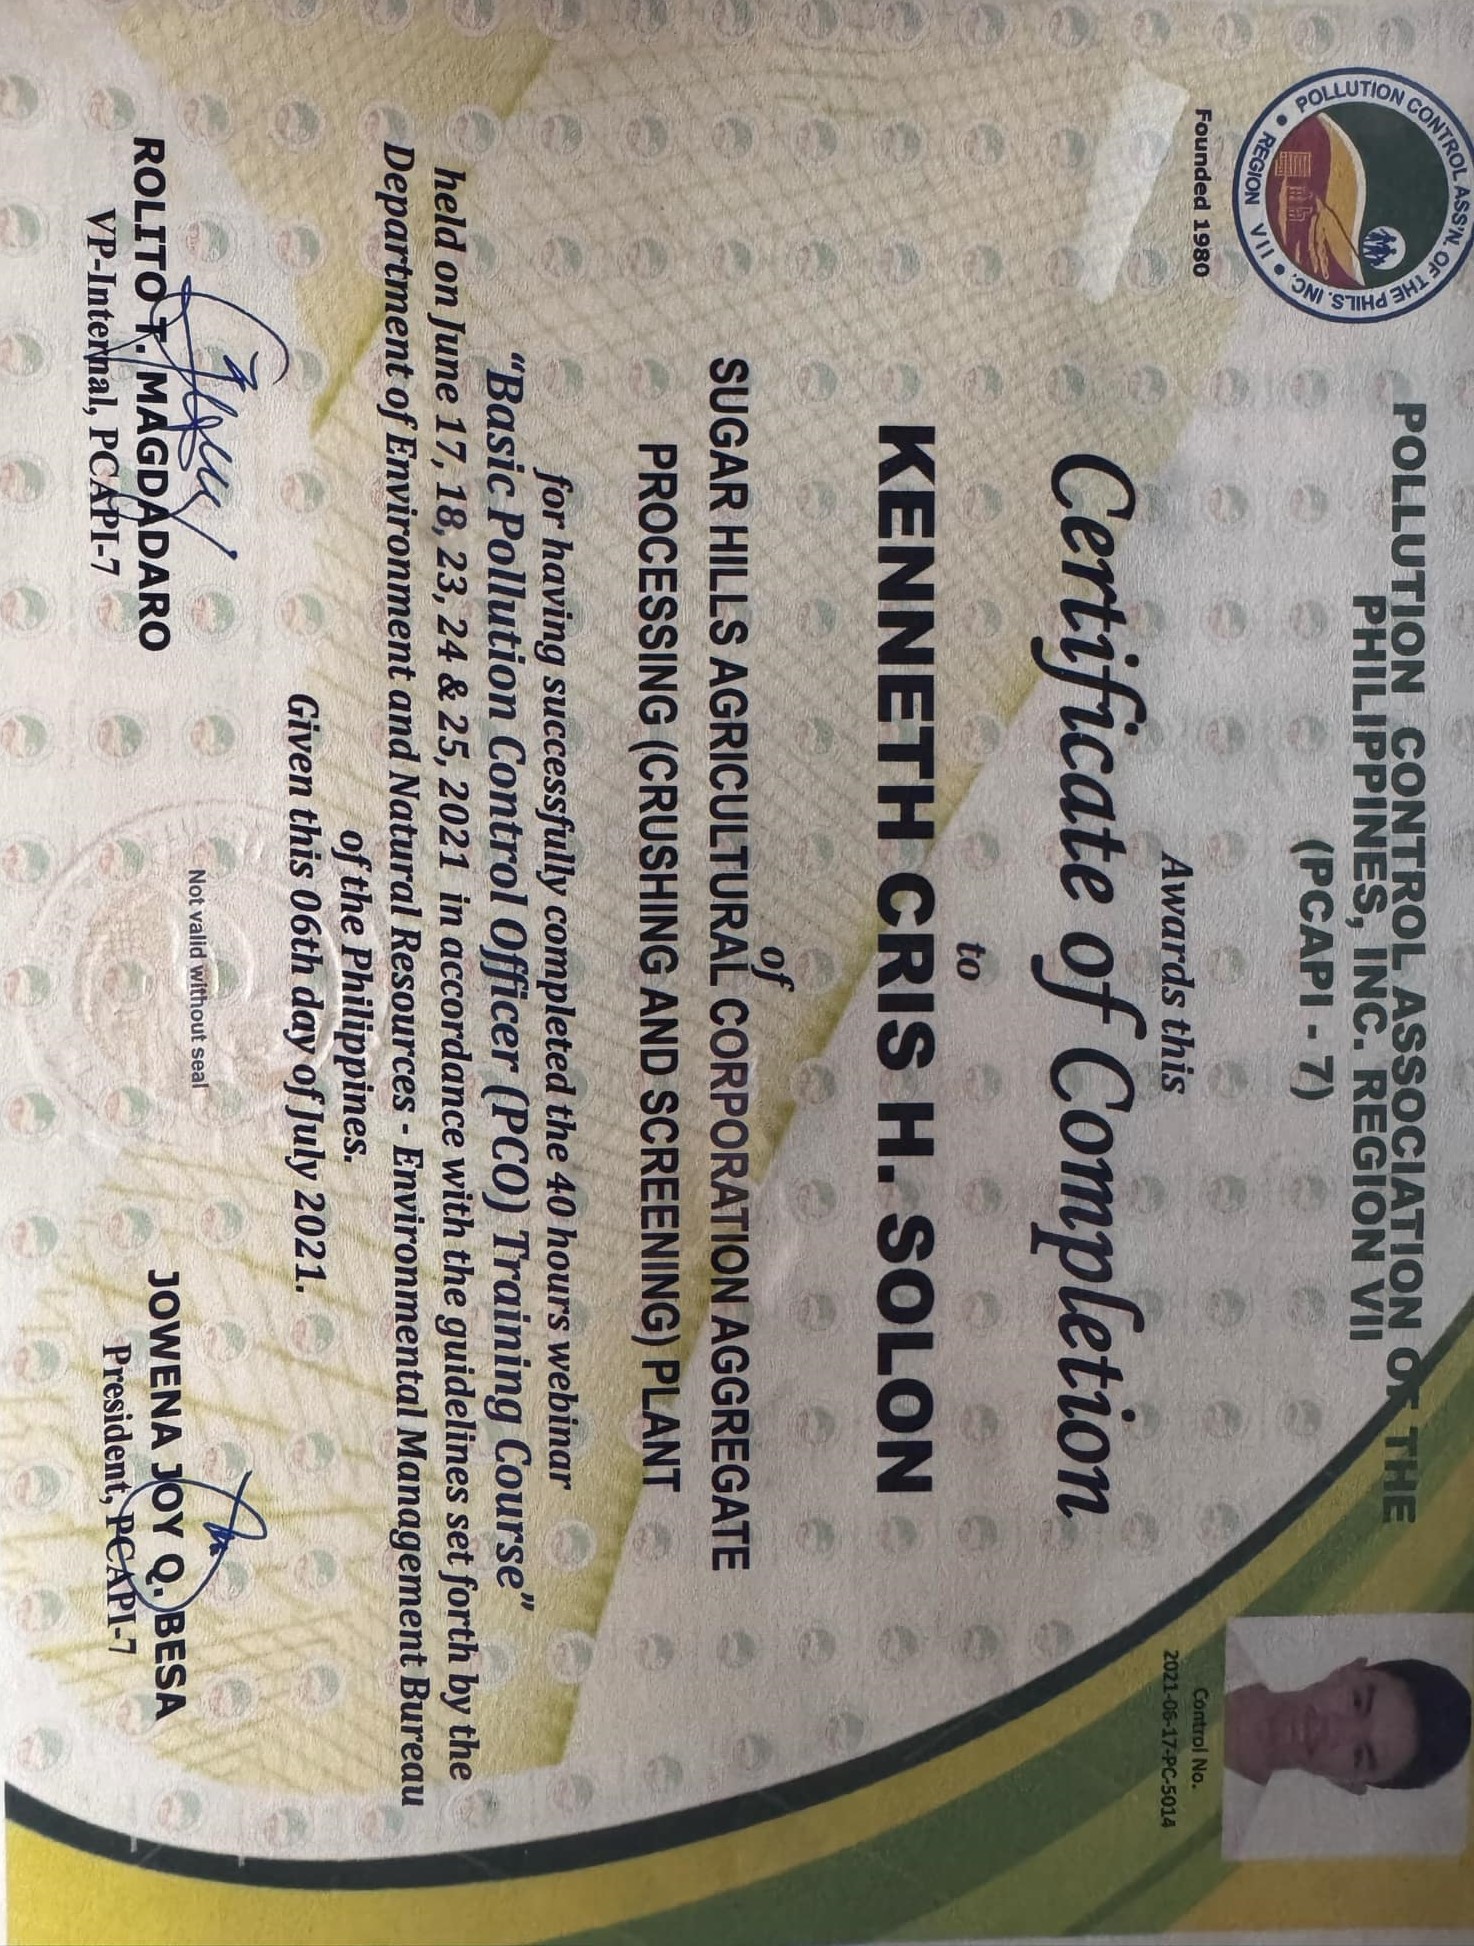 POLLUTION CONTROL ASS'N. OF THE PHILS. INC.
• REGION VII •
Founded 1980
POLLUTION CONTROL ASSOCIATION OF THE
PHILIPPINES, INC. REGION VII
(PCAPI - 7)
Control No.
2021-06-17-PC-5014
Awards this
Certificate of Completion
to
KENNETH CRIS H. SOLON
of
SUGAR HILLS AGRICULTURAL CORPORATION AGGREGATE
PROCESSING (CRUSHING AND SCREENING) PLANT
for having successfully completed the 40 hours webinar
"Basic Pollution Control Officer (PCO) Training Course"
held on June 17, 18, 23, 24 & 25, 2021 in accordance with the guidelines set forth by the
Department of Environment and Natural Resources - Environmental Management Bureau
of the Philippines.
Given this 06th day of July 2021.
Not valid without seal
ROLITO T. MAGDADARO
VP-Internal, PCAPI-7
JOWENA JOY Q. BESA
President, PCAPI-7